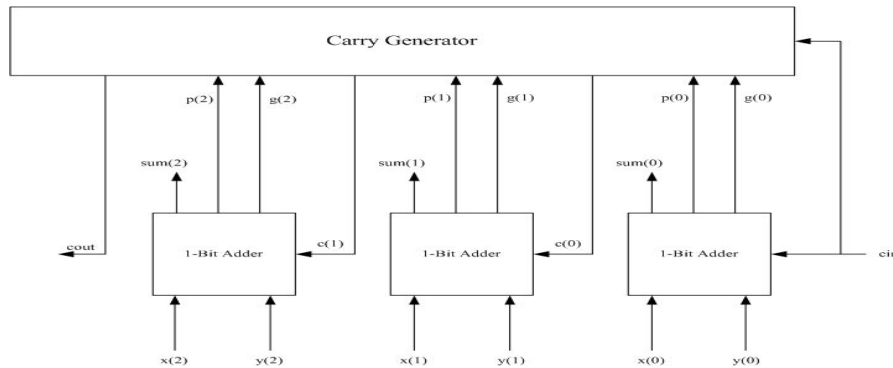 Carry Generator
p(2) g(2) p(1) g(1) p(0) g(0)
sum(2) sum(1) sum(0)
cout 1-Bit Adder c(1) 1-Bit Adder c(0) 1-Bit Adder cin
x(2) y(2) x(1) y(1) x(0) y(0)